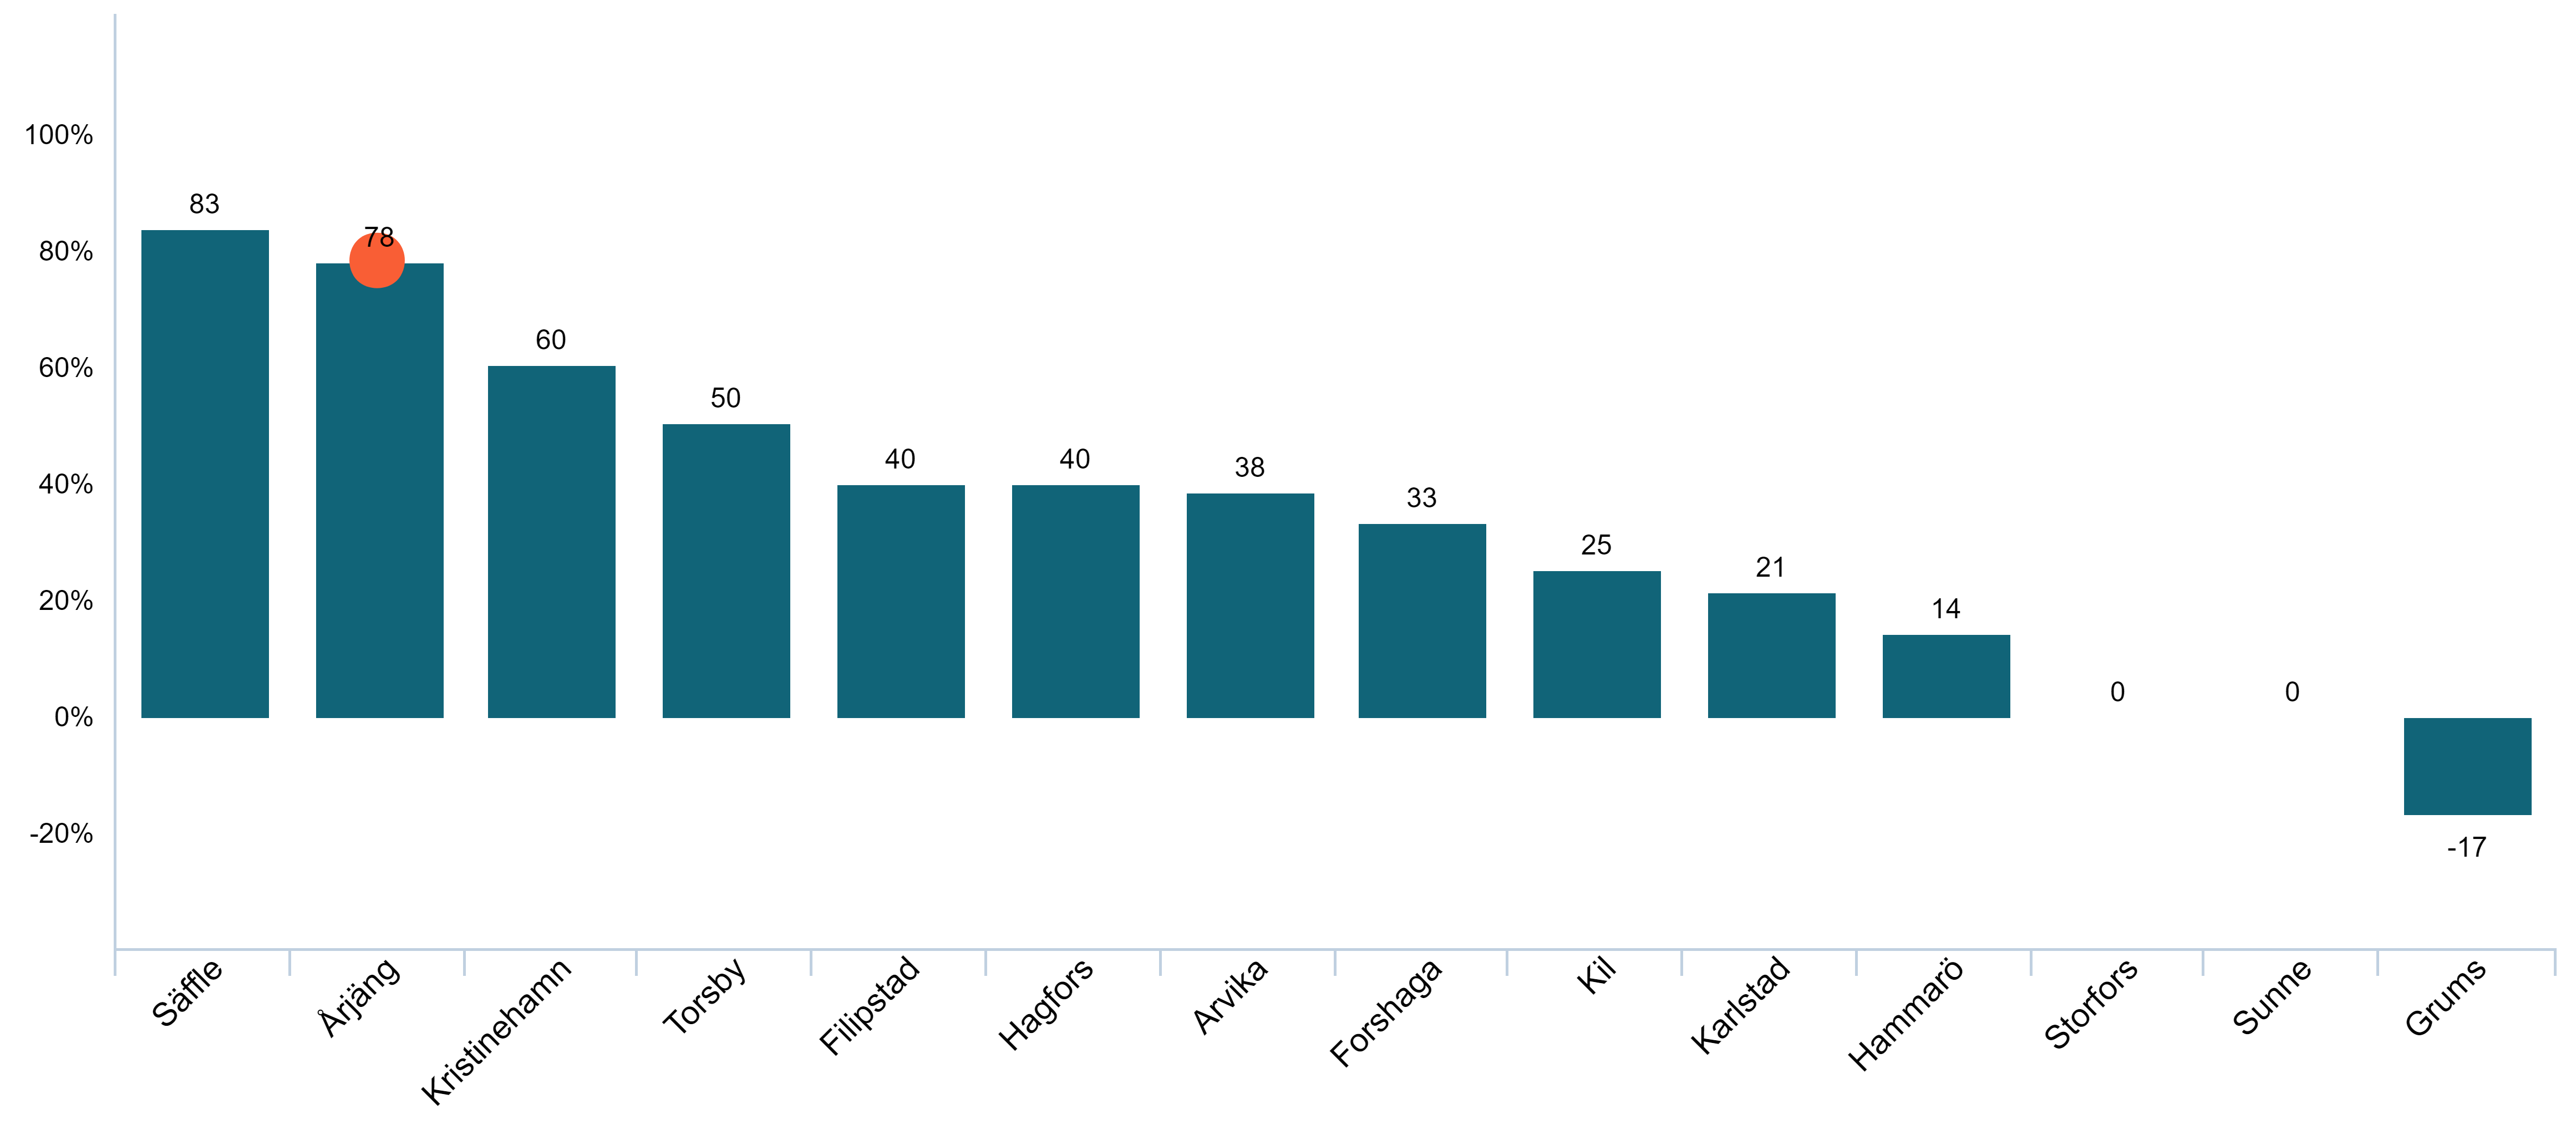 100%
80%
60%
40%
20%
0%
-20%
83
78
60
50
40
40
38
33
25
21
14
0
0
-17
Säffle
Årjäng
Kristinehamn
Torsby
Filipstad
Hagfors
Arvika
Forshaga
Kil
Karlstad
Hammarö
Storfors
Sunne
Grums